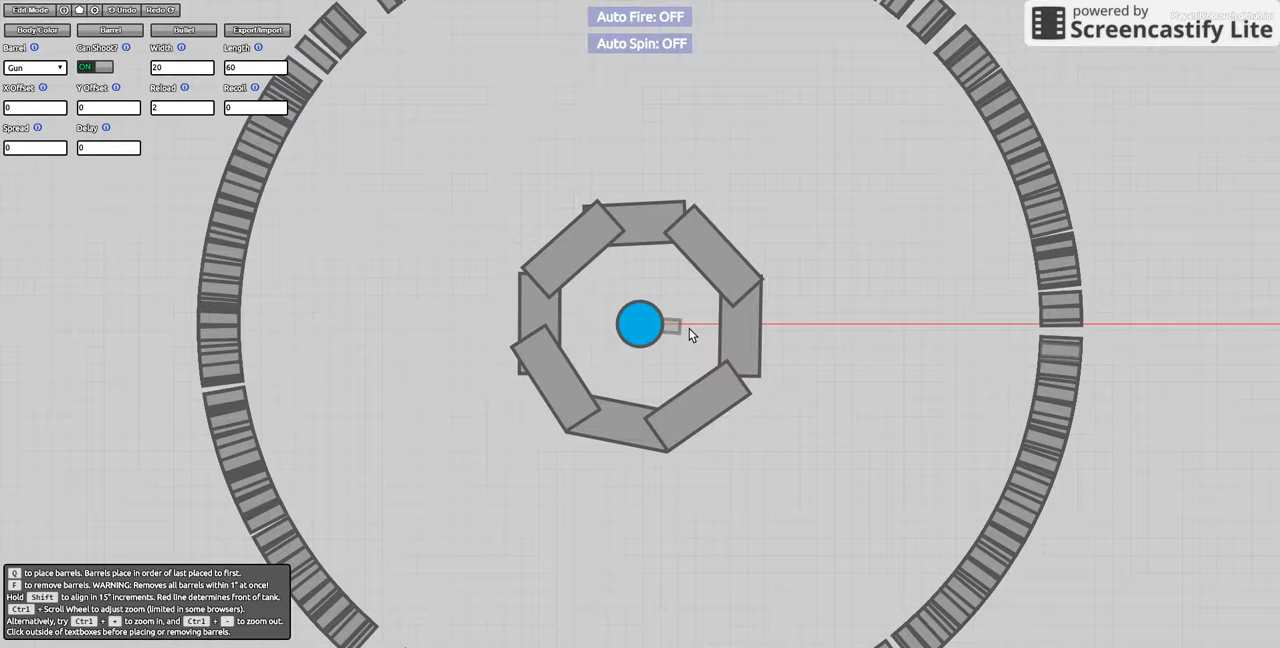 Edit Mode Undo Redo
Auto Fire: OFF
Auto Spin: OFF
powered by
Screencastify Lite
Body/Color Barrel Bullet Export/Import
Barrel Can Shoot? Width Length
Gun ON 20 60
X Offset Y Offset Reload Recoil
0 0 2 0
Spread Delay
0 0
Q to place barrels. Barrels place in order of last placed to first.
F to remove barrels. WARNING: Removes all barrels within 1° at once!
Hold Shift to align in 15° increments. Red line determines front of tank.
Ctrl + Scroll Wheel to adjust zoom (limited in some browsers).
Alternatively, try Ctrl + + to zoom in, and Ctrl + - to zoom out.
Click outside of textboxes before placing or removing barrels.